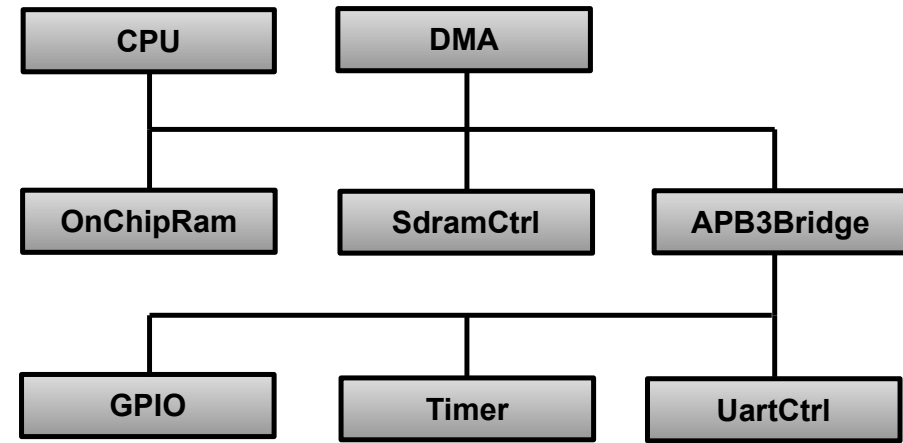 CPU
DMA
OnChipRam
SdramCtrl
APB3Bridge
GPIO
Timer
UartCtrl